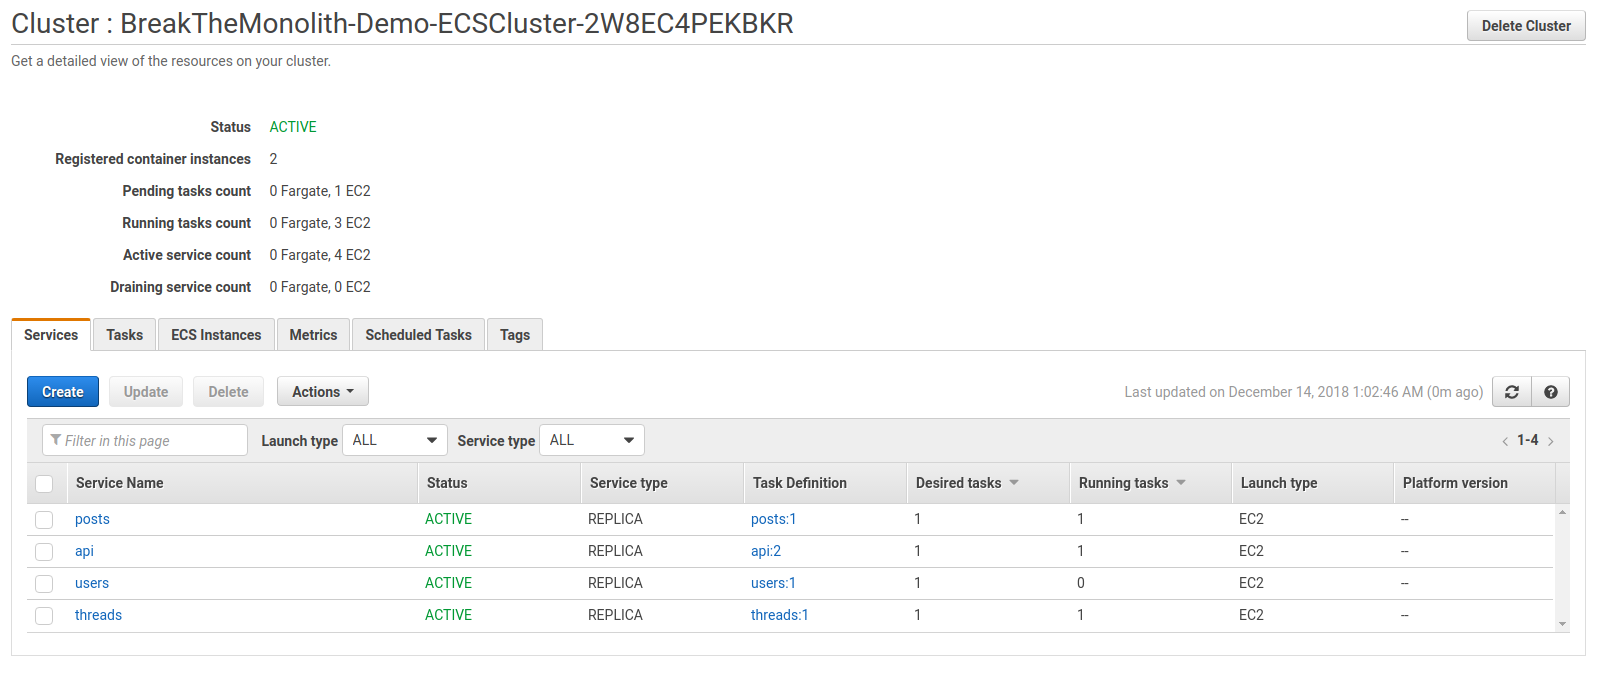 Cluster : BreakTheMonolith-Demo-ECSCluster-2W8EC4PEKBKR
Delete Cluster
Get a detailed view of the resources on your cluster.
Status ACTIVE
Registered container instances 2
Pending tasks count 0 Fargate, 1 EC2
Running tasks count 0 Fargate, 3 EC2
Active service count 0 Fargate, 4 EC2
Draining service count 0 Fargate, 0 EC2
Services Tasks ECS Instances Metrics Scheduled Tasks Tags
Create Update Delete Actions Last updated on December 14, 2018 1:02:46 AM (0m ago)
Filter in this page Launch type ALL Service type ALL 1-4
Service Name Status Service type Task Definition Desired tasks Running tasks Launch type Platform version
posts ACTIVE REPLICA posts:1 1 1 EC2 --
api ACTIVE REPLICA api:2 1 1 EC2 --
users ACTIVE REPLICA users:1 1 0 EC2 --
threads ACTIVE REPLICA threads:1 1 1 EC2 --